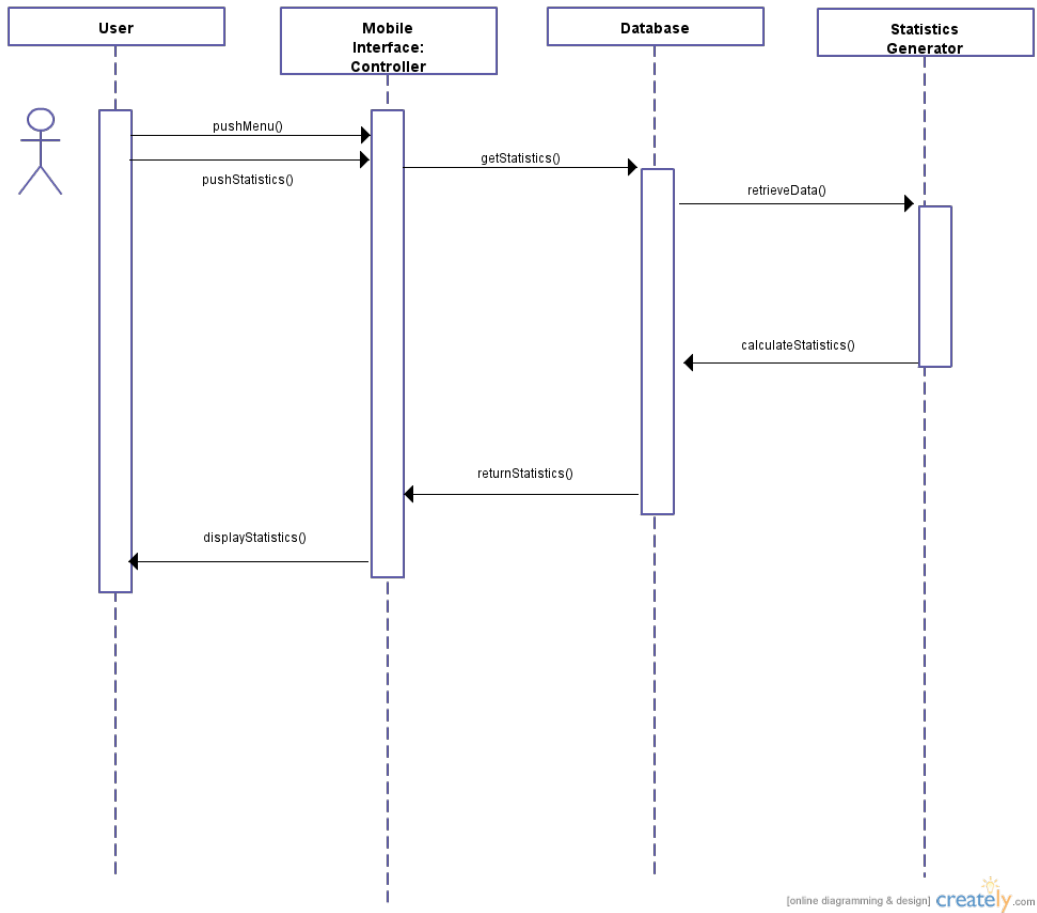 User
Mobile
Interface:
Controller
Database
Statistics
Generator
pushMenu()
getStatistics()
pushStatistics()
retrieveData()
calculateStatistics()
returnStatistics()
displayStatistics()
[online diagramming & design] creately.com